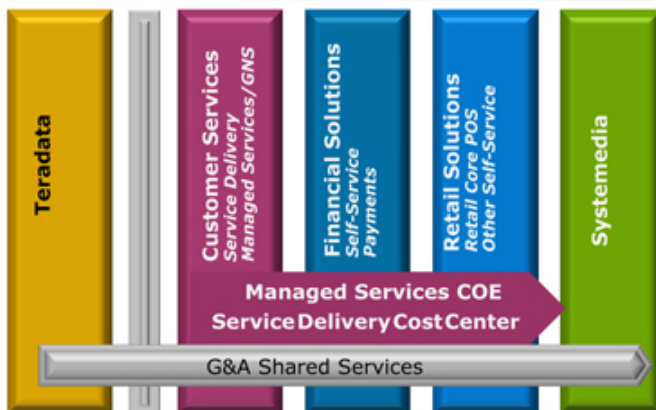 Teradata
Customer Services
Service Delivery
Managed Services/GNS
Financial Solutions
Self-Service
Payments
Retail Solutions
Retail Core POS
Other Self-Service
Systemedia
Managed Services COE
Service Delivery Cost Center
G&A Shared Services